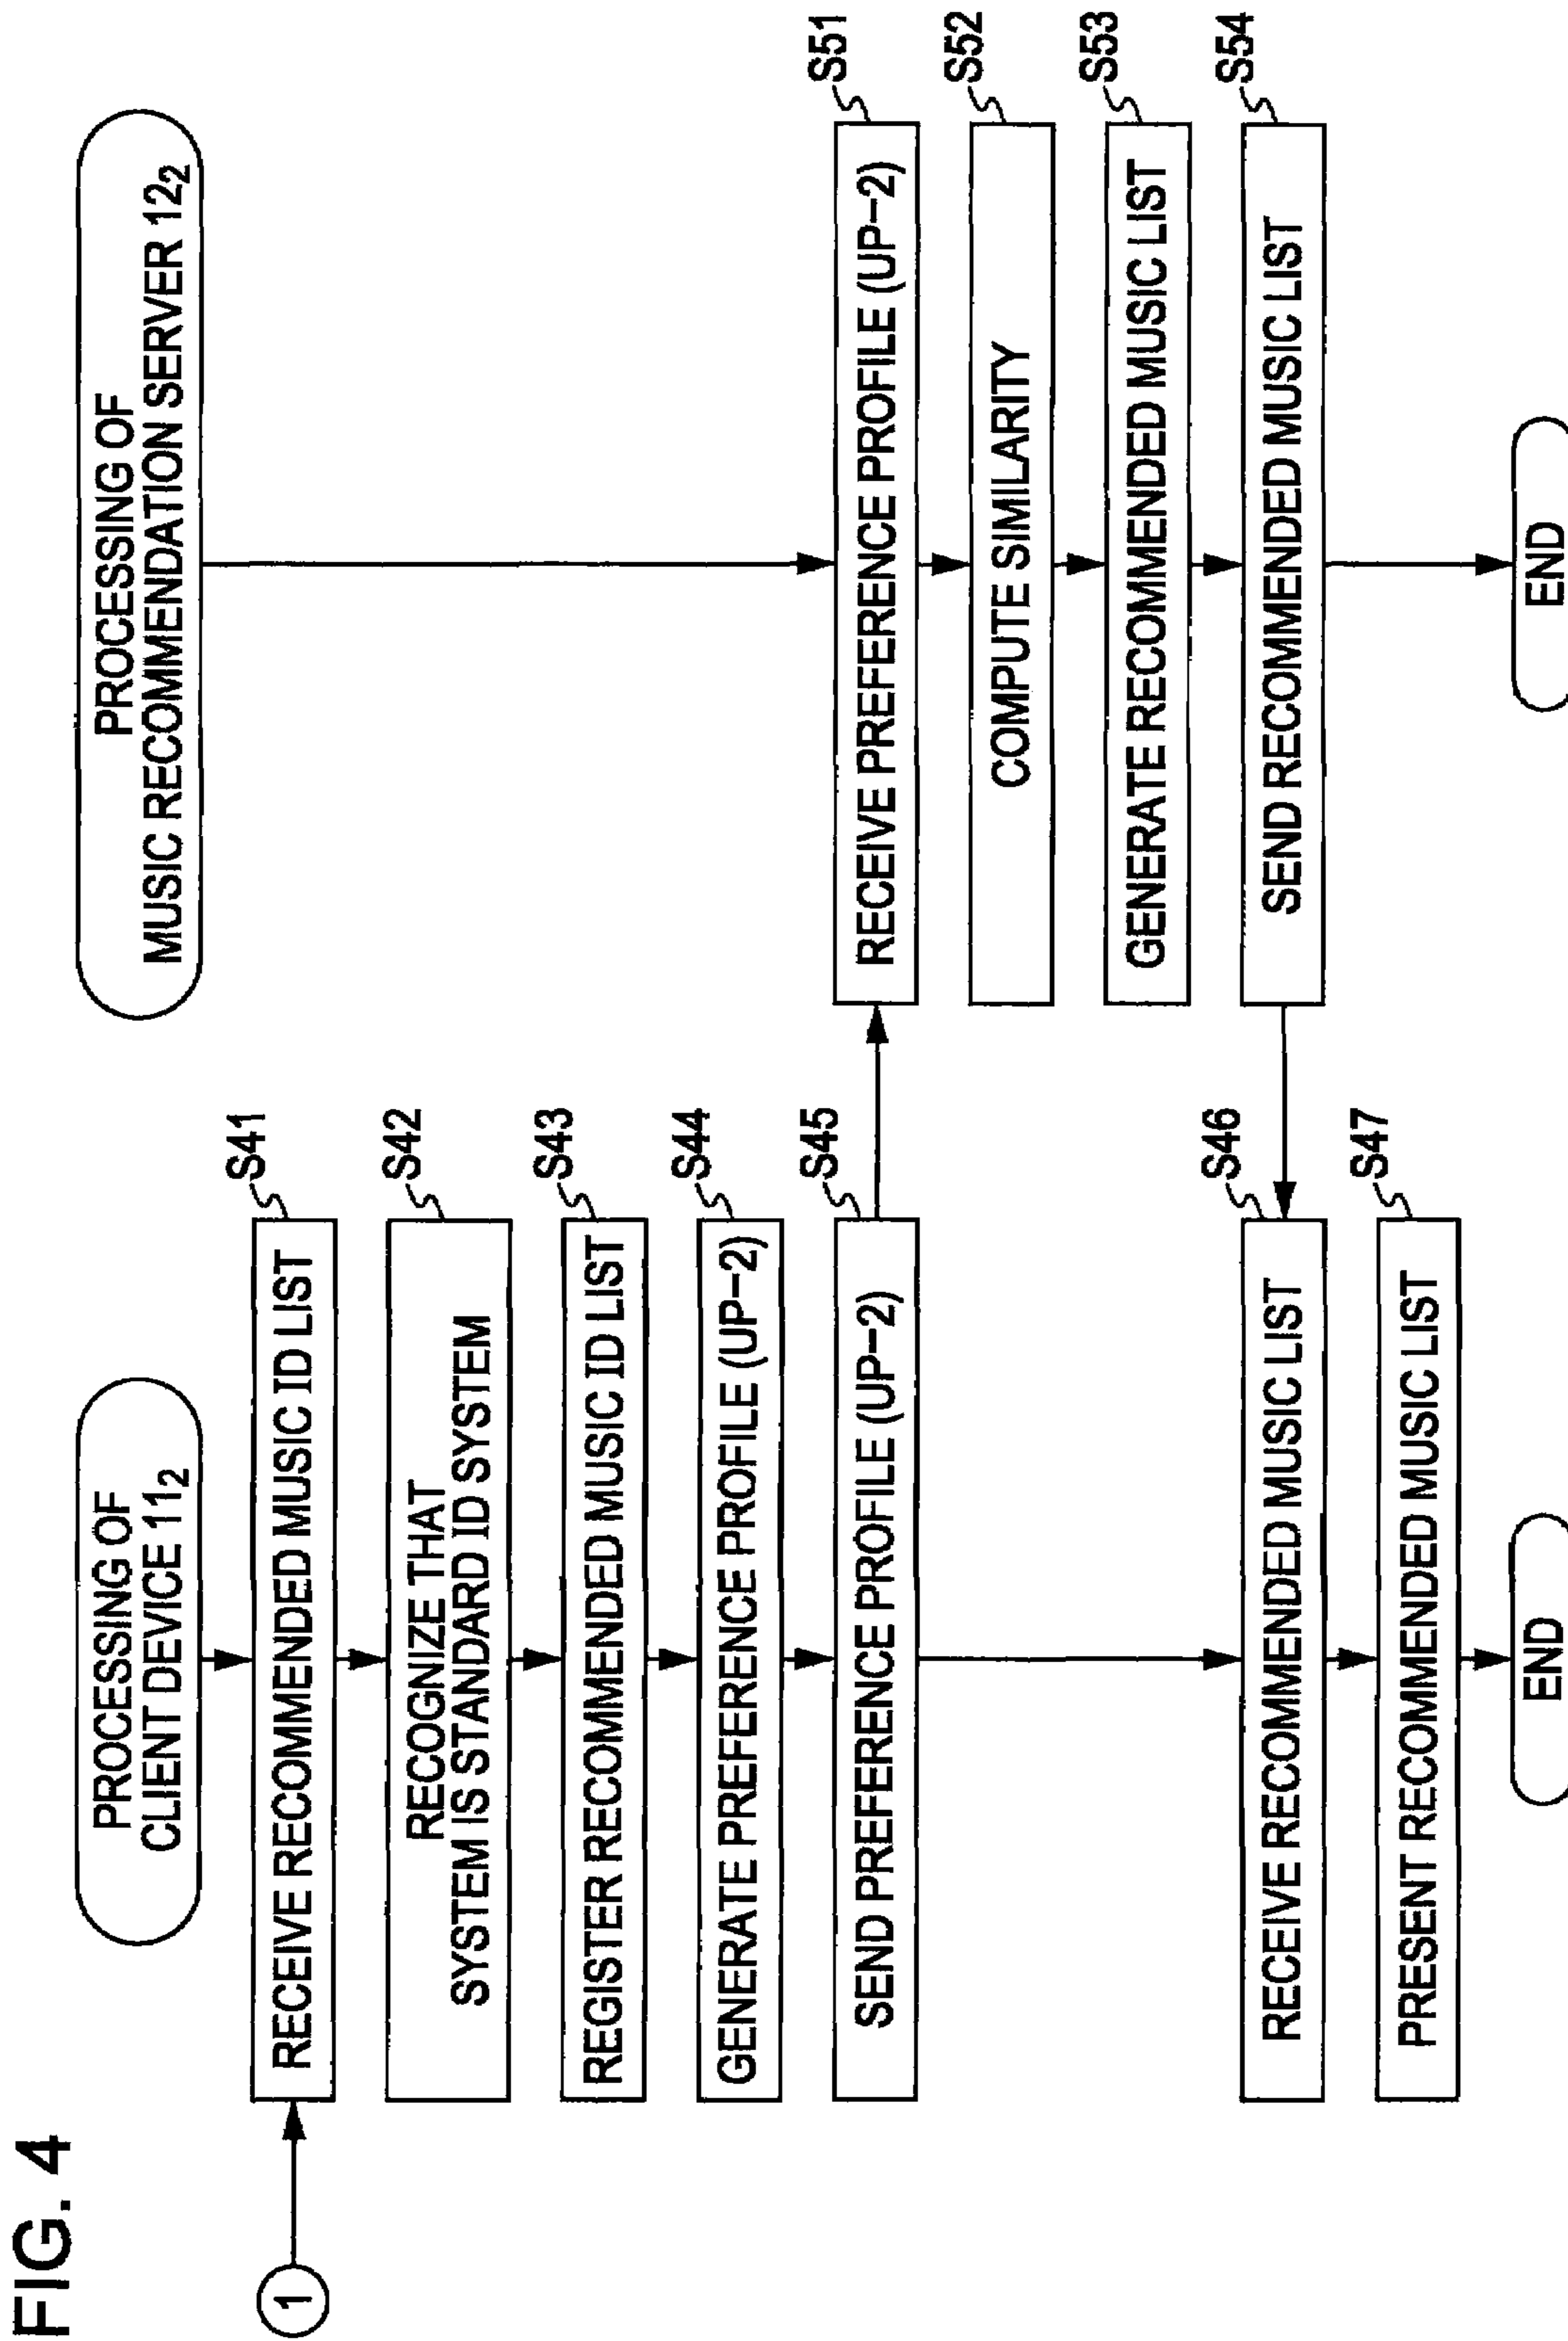 FIG. 4
PROCESSING OF
CLIENT DEVICE 11₂
1
S41
RECEIVE RECOMMENDED MUSIC ID LIST
S42
RECOGNIZE THAT
SYSTEM IS STANDARD ID SYSTEM
S43
REGISTER RECOMMENDED MUSIC ID LIST
S44
GENERATE PREFERENCE PROFILE (UP-2)
S45
SEND PREFERENCE PROFILE (UP-2)
S46
RECEIVE RECOMMENDED MUSIC LIST
S47
PRESENT RECOMMENDED MUSIC LIST
END
PROCESSING OF
MUSIC RECOMMENDATION SERVER 12₂
S51
RECEIVE PREFERENCE PROFILE (UP-2)
S52
COMPUTE SIMILARITY
S53
GENERATE RECOMMENDED MUSIC LIST
S54
SEND RECOMMENDED MUSIC LIST
END